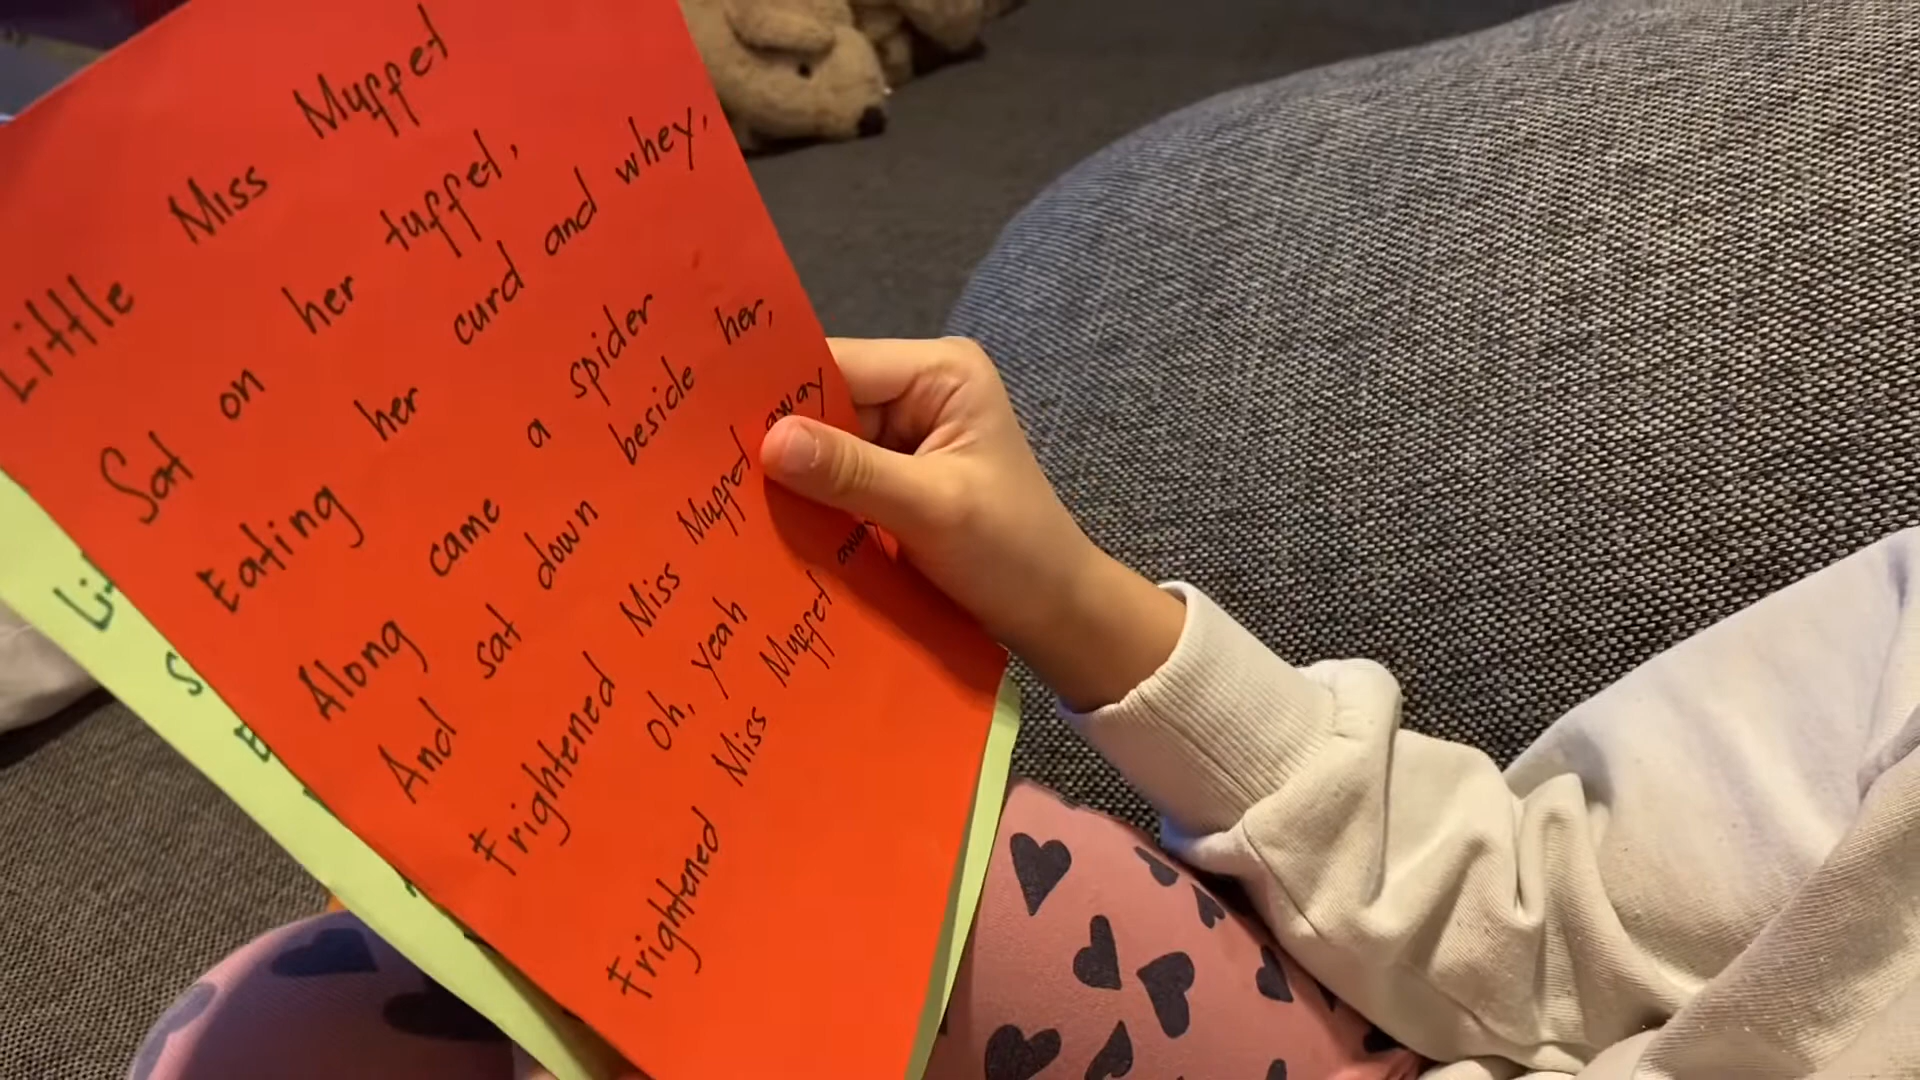 Little Miss Muffet
Sat on her tuffet,
Eating her curd and whey,
Along came a spider
And sat down beside her,
Frightened Miss Muffet away
Oh, yeah
Frightened Miss Muffet away
Li
S
E